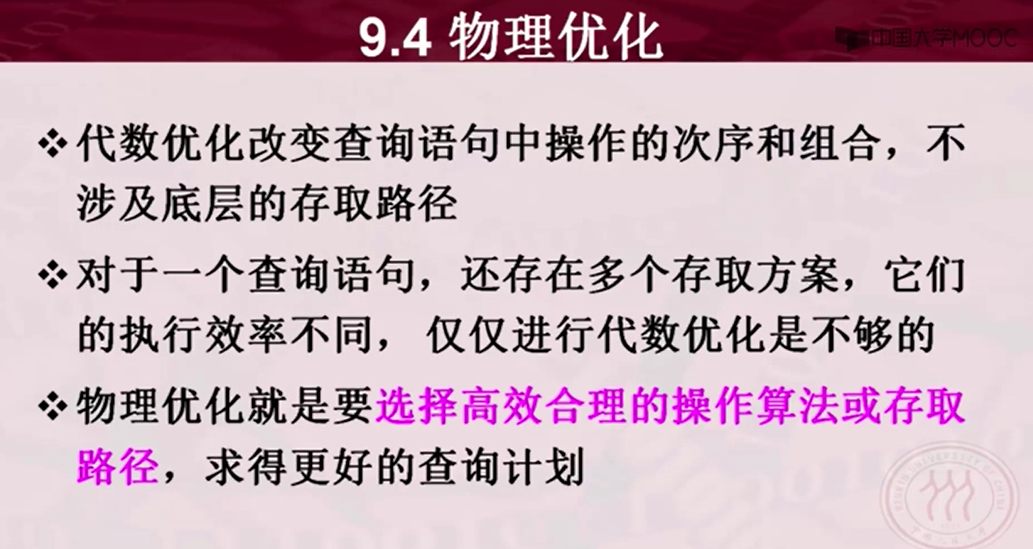 9.4 物理优化
中国大学MOOC
❖代数优化改变查询语句中操作的次序和组合，不
涉及底层的存取路径
❖对于一个查询语句，还存在多个存取方案，它们
的执行效率不同， 仅仅进行代数优化是不够的
❖物理优化就是要选择高效合理的操作算法或存取
路径，求得更好的查询计划